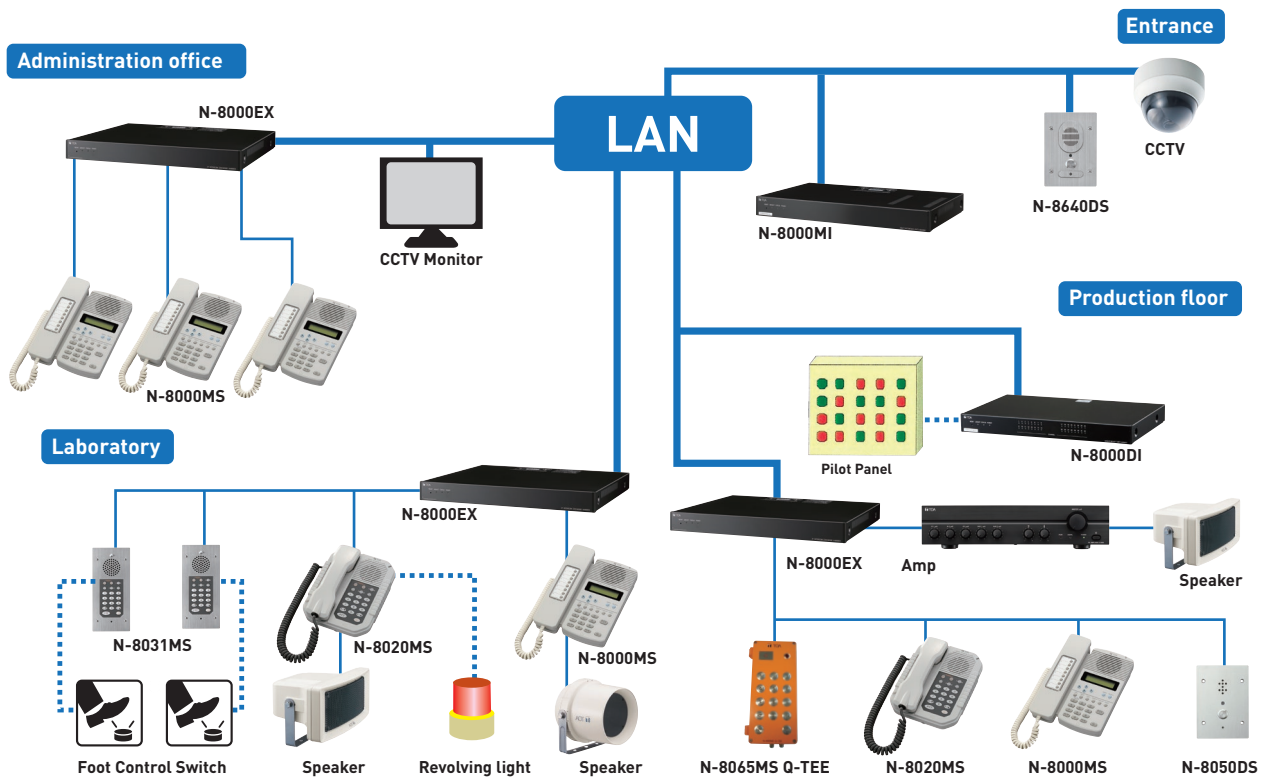 Administration office
Entrance
N-8000EX
LAN
CCTV
N-8640DS
N-8000MI
CCTV Monitor
Production floor
N-8000MS
Laboratory
Pilot Panel
N-8000DI
N-8000EX
N-8000EX
Amp
Speaker
N-8031MS
N-8020MS
N-8000MS
Foot Control Switch
Speaker
Revolving light
Speaker
N-8065MS Q-TEE
N-8020MS
N-8000MS
N-8050DS